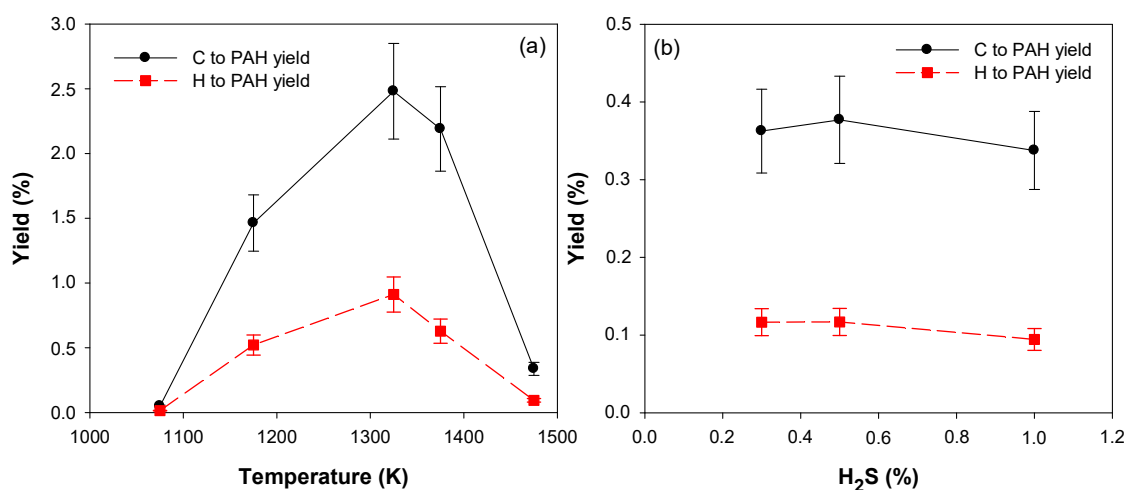 (a)
C to PAH yield
H to PAH yield
Yield (%)
3.0
2.5
2.0
1.5
1.0
0.5
0.0
1000 1100 1200 1300 1400 1500
Temperature (K)
(b)
C to PAH yield
H to PAH yield
Yield (%)
0.5
0.4
0.3
0.2
0.1
0.0
0.0 0.2 0.4 0.6 0.8 1.0 1.2
H₂S (%)